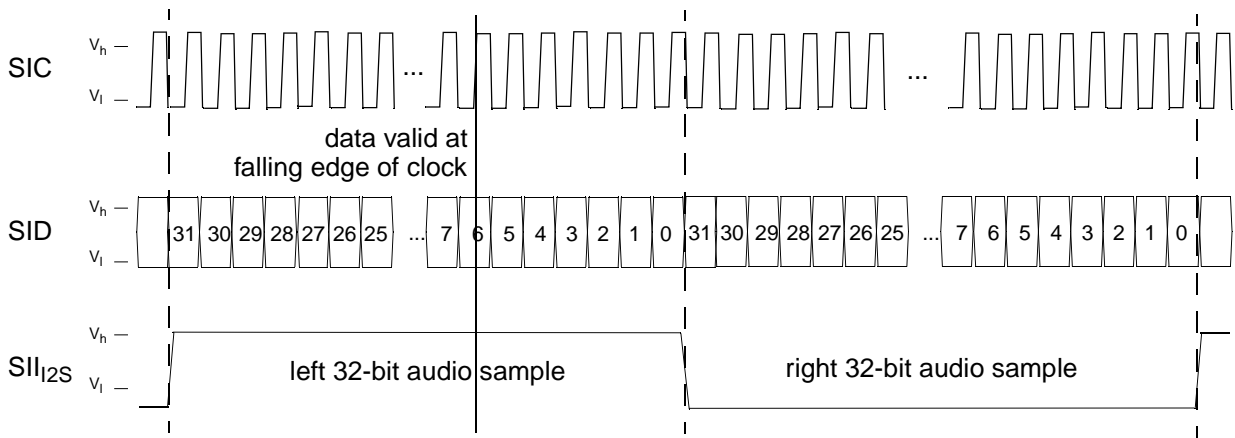 SIC
Vh
Vl
...
...
data valid at
falling edge of clock
SID
Vh
Vl
31 30 29 28 27 26 25 ... 7 6 5 4 3 2 1 0 31 30 29 28 27 26 25 ... 7 6 5 4 3 2 1 0
SII I2S
Vh
Vl
left 32-bit audio sample
right 32-bit audio sample